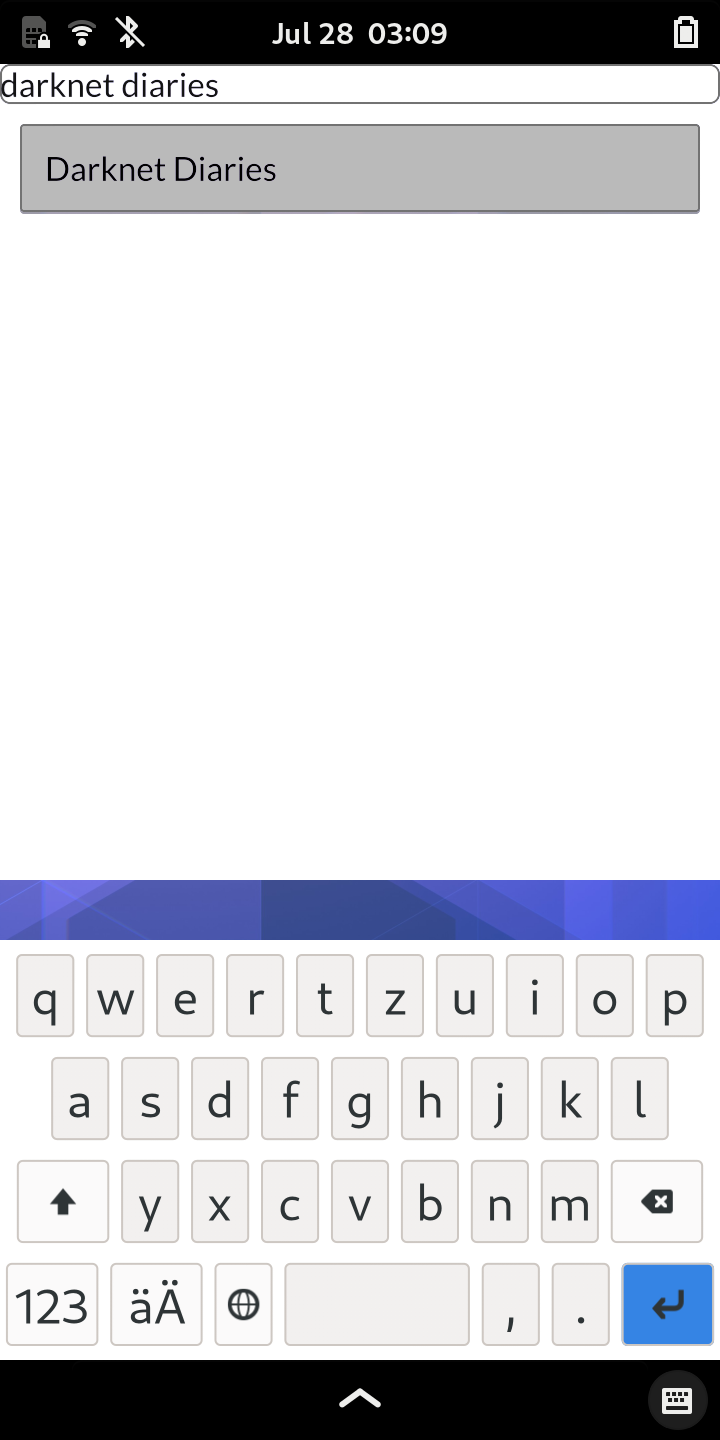 Jul 28 03:09
darknet diaries
Darknet Diaries
q w e r t z u i o p
a s d f g h j k l
y x c v b n m
123 äÄ , .